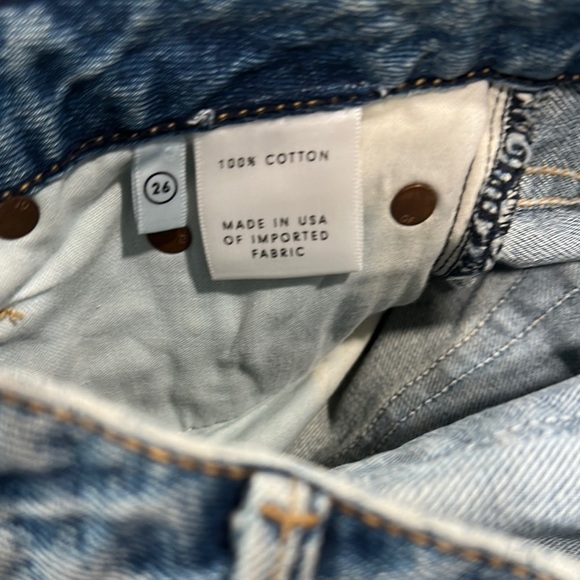 26
100% COTTON
MADE IN USA
OF IMPORTED
FABRIC